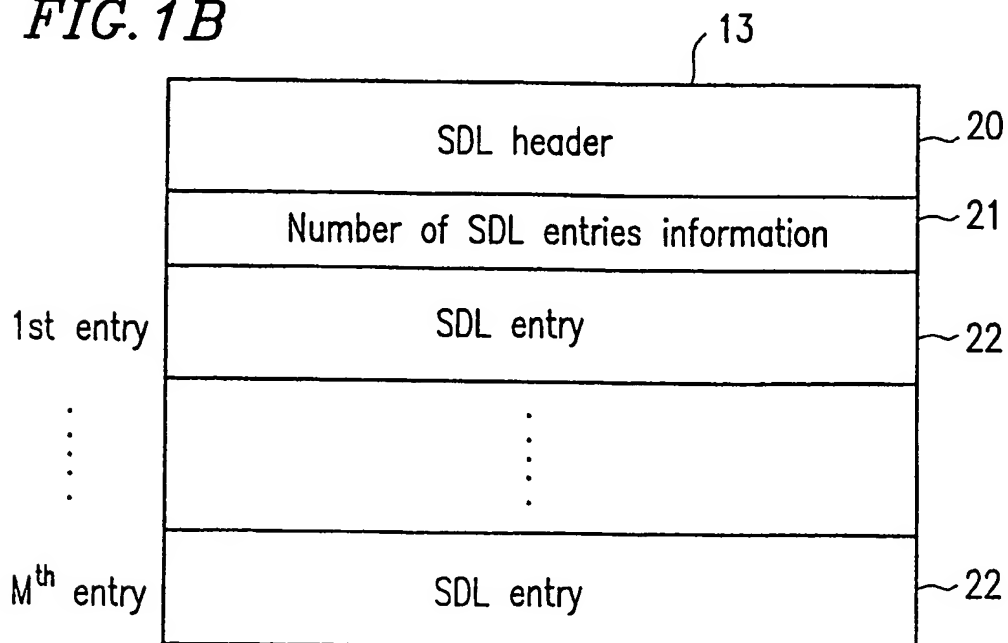 FIG. 1B
13
SDL header
20
Number of SDL entries information
21
1st entry
SDL entry
22
Mth entry
SDL entry
22